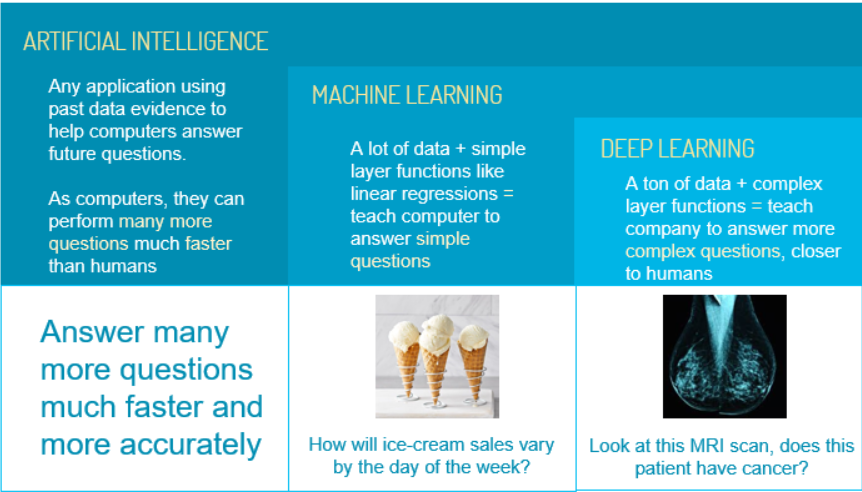 ARTIFICIAL INTELLIGENCE
Any application using
past data evidence to
help computers answer
future questions.
As computers, they can
perform many more
questions much faster
than humans
MACHINE LEARNING
A lot of data + simple
layer functions like
linear regressions =
teach computer to
answer simple
questions
DEEP LEARNING
A ton of data + complex
layer functions = teach
company to answer more
complex questions, closer
to humans
Answer many
more questions
much faster and
more accurately
How will ice-cream sales vary
by the day of the week?
Look at this MRI scan, does this
patient have cancer?